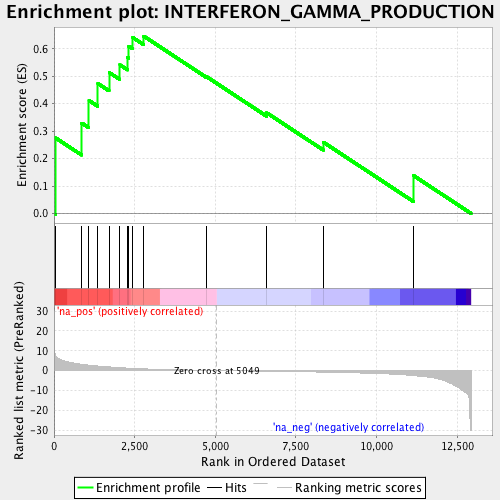 Enrichment plot: INTERFERON_GAMMA_PRODUCTION
Enrichment score (ES)
0.6
0.5
0.4
0.3
0.2
0.1
0.0
'na_pos' (positively correlated)
Ranked list metric (PreRanked)
30
20
10
0
-10
-20
-30
Zero cross at 5049
'na_neg' (negatively correlated)
0
2,500
5,000
7,500
10,000
12,500
Rank in Ordered Dataset
Enrichment profile
Hits
Ranking metric scores